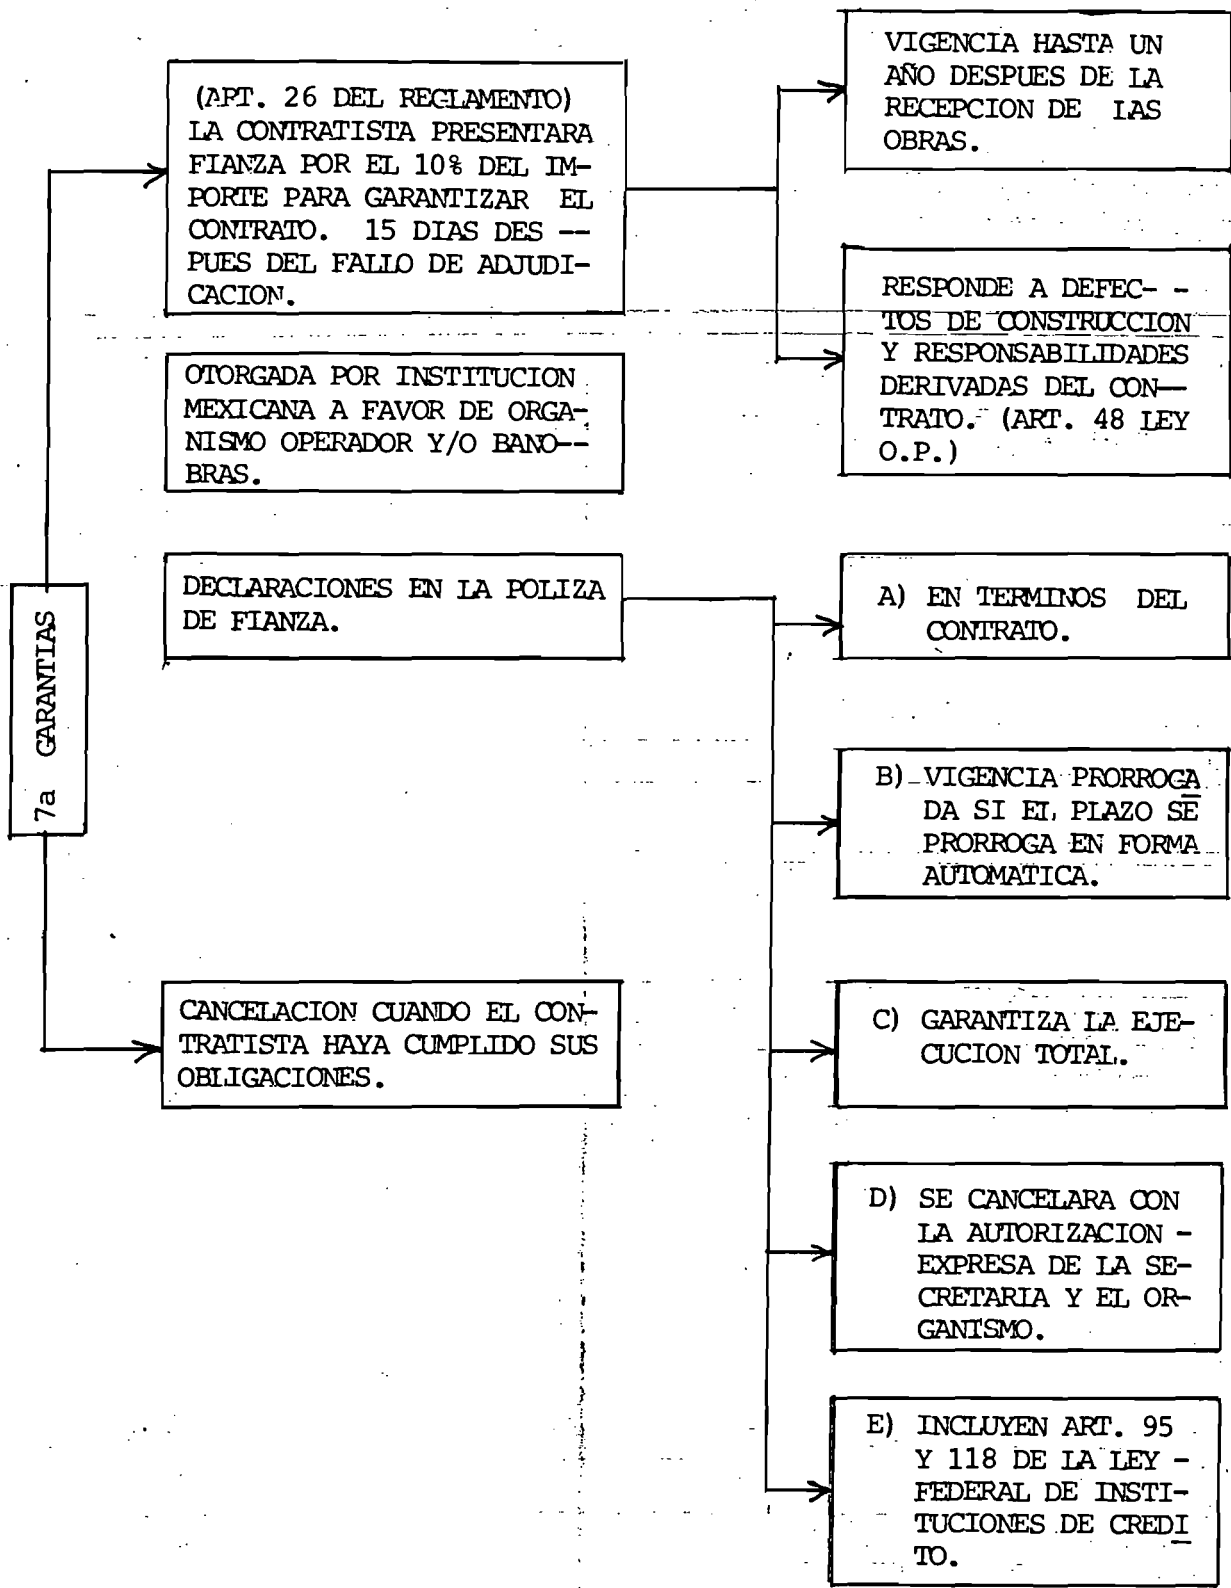 7a GARANTIAS
(APT. 26 DEL REGLAMENTO)
LA CONTRATISTA PRESENTARA
FIANZA POR EL 10% DEL IM-
PORTE PARA GARANTIZAR EL
CONTRATO. 15 DIAS DES --
PUES DEL FALLO DE ADJUDI-
CACION.
VIGENCIA HASTA UN
AÑO DESPUES DE LA
RECEPCION DE LAS
OBRAS.
RESPONDE A DEFEC- -
TOS DE CONSTRUCCION
Y RESPONSABILIDADES
DERIVADAS DEL CON--
TRATO. (ART. 48 LEY
O.P.)
OTORGADA POR INSTITUCION
MEXICANA A FAVOR DE ORGA-
NISMO OPERADOR Y/O BANO--
BRAS.
DECLARACIONES EN LA POLIZA
DE FIANZA.
A) EN TERMINOS DEL
CONTRATO.
B) VIGENCIA PRORROGA
DA SI EL PLAZO SE
PRORROGA EN FORMA
AUTOMATICA.
C) GARANTIZA LA EJE-
CUCION TOTAL.
D) SE CANCELARA CON
LA AUTORIZACION -
EXPRESA DE LA SE-
CRETARIA Y EL OR-
GANISMO.
E) INCLUYEN ART. 95
Y 118 DE LA LEY -
FEDERAL DE INSTI-
TUCIONES DE CREDI
TO.
CANCELACION CUANDO EL CON-
TRATISTA HAYA CUMPLIDO SUS
OBLIGACIONES.